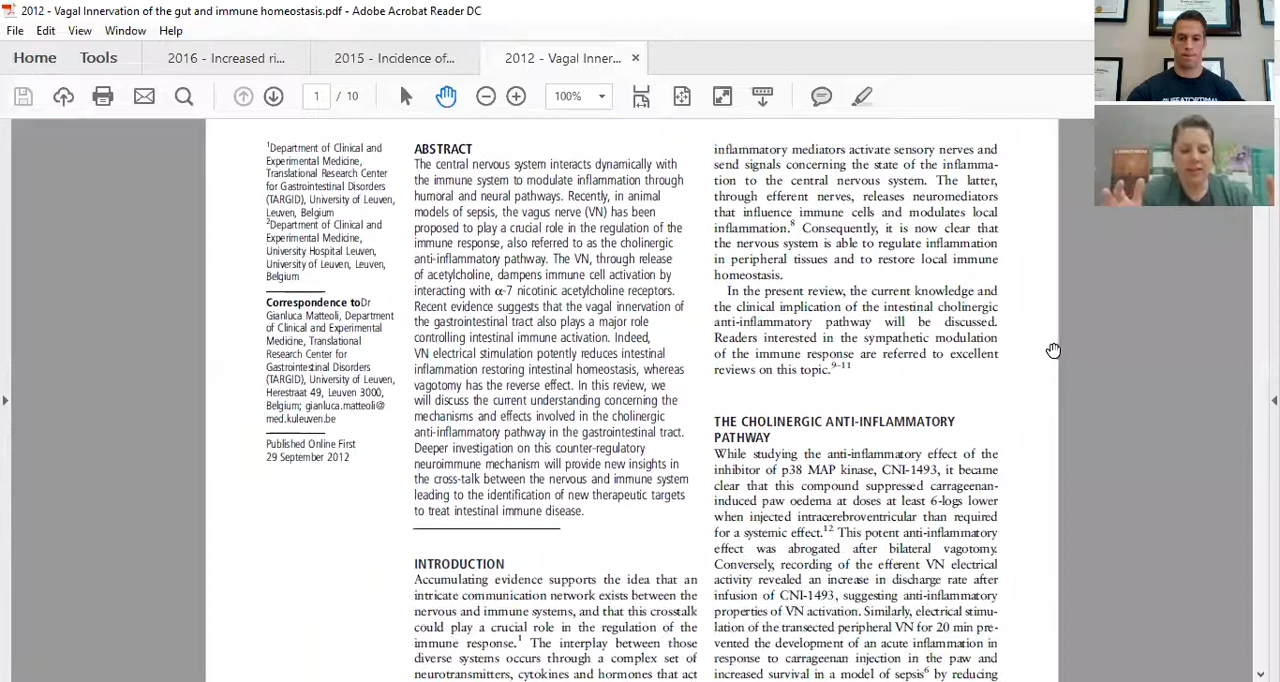 2012 - Vagal Innervation of the gut and immune homeostasis.pdf - Adobe Acrobat Reader DC
File Edit View Window Help
Home Tools 2016 - Increased ri... 2015 - Incidence of... 2012 - Vagal Inner... ×
1 / 10 100%
1Department of Clinical and
Experimental Medicine,
Translational Research Center
for Gastrointestinal Disorders
(TARGID), University of Leuven,
Leuven, Belgium
2Department of Clinical and
Experimental Medicine,
University Hospital Leuven,
University of Leuven, Leuven,
Belgium
Correspondence toDr
Gianluca Matteoli, Department
of Clinical and Experimental
Medicine, Translational
Research Center for
Gastrointestinal Disorders
(TARGID), University of Leuven,
Herestraat 49, Leuven 3000,
Belgium; gianluca.matteoli@
med.kuleuven.be
Published Online First
29 September 2012
ABSTRACT
The central nervous system interacts dynamically with
the immune system to modulate inflammation through
humoral and neural pathways. Recently, in animal
models of sepsis, the vagus nerve (VN) has been
proposed to play a crucial role in the regulation of the
immune response, also referred to as the cholinergic
anti-inflammatory pathway. The VN, through release
of acetylcholine, dampens immune cell activation by
interacting with α-7 nicotinic acetylcholine receptors.
Recent evidence suggests that the vagal innervation of
the gastrointestinal tract also plays a major role
controlling intestinal immune activation. Indeed,
VN electrical stimulation potently reduces intestinal
inflammation restoring intestinal homeostasis, whereas
vagotomy has the reverse effect. In this review, we
will discuss the current understanding concerning the
mechanisms and effects involved in the cholinergic
anti-inflammatory pathway in the gastrointestinal tract.
Deeper investigation on this counter-regulatory
neuroimmune mechanism will provide new insights in
the cross-talk between the nervous and immune system
leading to the identification of new therapeutic targets
to treat intestinal immune disease.
INTRODUCTION
Accumulating evidence supports the idea that an
intricate communication network exists between the
nervous and immune systems, and that this crosstalk
could play a crucial role in the regulation of the
immune response.1 The interplay between those
diverse systems occurs through a complex set of
neurotransmitters, cytokines and hormones that act
inflammatory mediators activate sensory nerves and
send signals concerning the state of the inflamma-
tion to the central nervous system. The latter,
through efferent nerves, releases neuromediators
that influence immune cells and modulates local
inflammation.8 Consequently, it is now clear that
the nervous system is able to regulate inflammation
in peripheral tissues and to restore local immune
homeostasis.
In the present review, the current knowledge and
the clinical implication of the intestinal cholinergic
anti-inflammatory pathway will be discussed.
Readers interested in the sympathetic modulation
of the immune response are referred to excellent
reviews on this topic.9–11
THE CHOLINERGIC ANTI-INFLAMMATORY
PATHWAY
While studying the anti-inflammatory effect of the
inhibitor of p38 MAP kinase, CNI-1493, it became
clear that this compound suppressed carrageenan-
induced paw oedema at doses at least 6-logs lower
when injected intracerebroventricular than required
for a systemic effect.12 This potent anti-inflammatory
effect was abrogated after bilateral vagotomy.
Conversely, recording of the efferent VN electrical
activity revealed an increase in discharge rate after
infusion of CNI-1493, suggesting anti-inflammatory
properties of VN activation. Similarly, electrical stimu-
lation of the transected peripheral VN for 20 min pre-
vented the development of an acute inflammation in
response to carrageenan injection in the paw and
increased survival in a model of sepsis6 by reducing